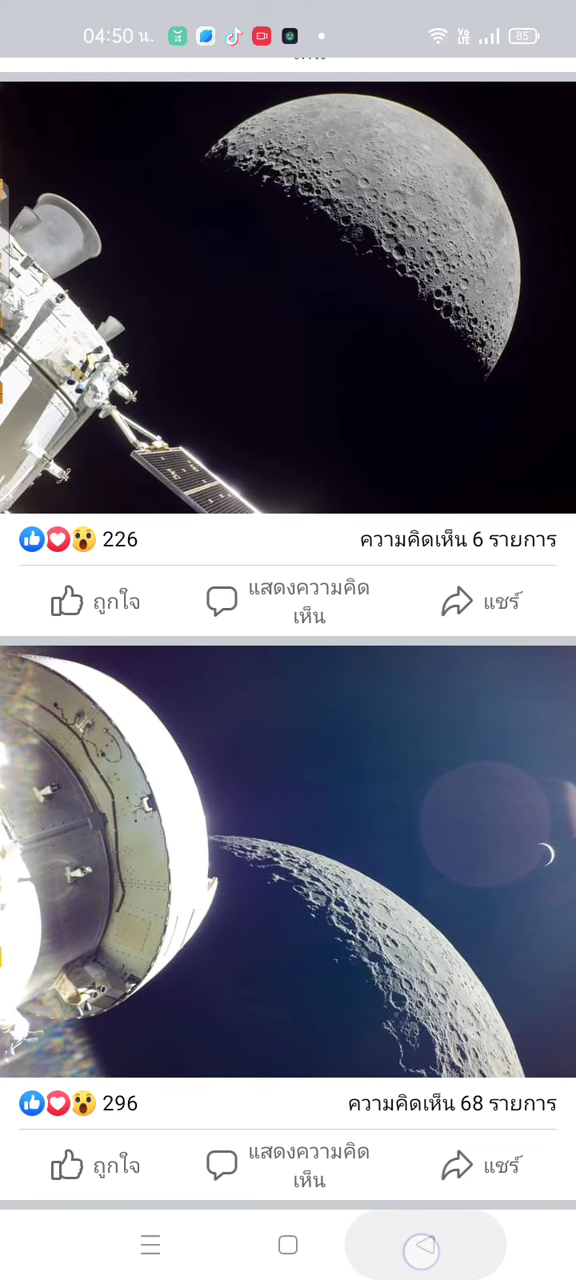 04:50 น.
Vo
LTE
85
226
ความคิดเห็น 6 รายการ
ถูกใจ
แสดงความคิด
เห็น
แชร์
296
ความคิดเห็น 68 รายการ
ถูกใจ
แสดงความคิด
เห็น
แชร์